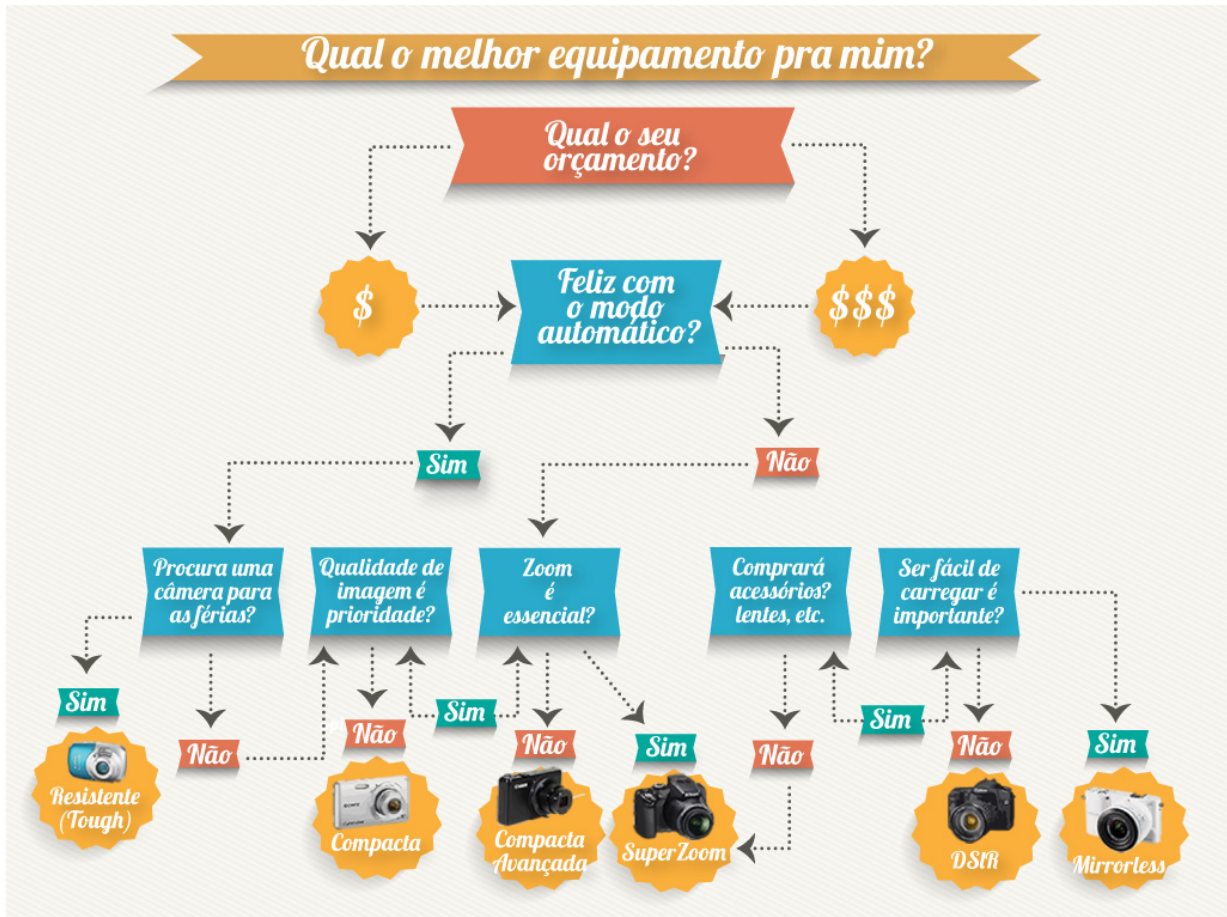 Qual o melhor equipamento pra mim?
Qual o seu
orçamento?
$
Feliz com
o modo
automático?
$$$
Sim
Não
Procura uma
câmera para
as férias?
Qualidade de
imagem é
prioridade?
Zoom
é
essencial?
Comprará
acessórios?
lentes, etc.
Ser fácil de
carregar é
importante?
Sim
Não
Não
Sim
Não
Sim
Não
Sim
Não
Sim
Resistente
(Tough)
Compacta
Compacta
Avançada
SuperZoom
DSlR
Mirrorless